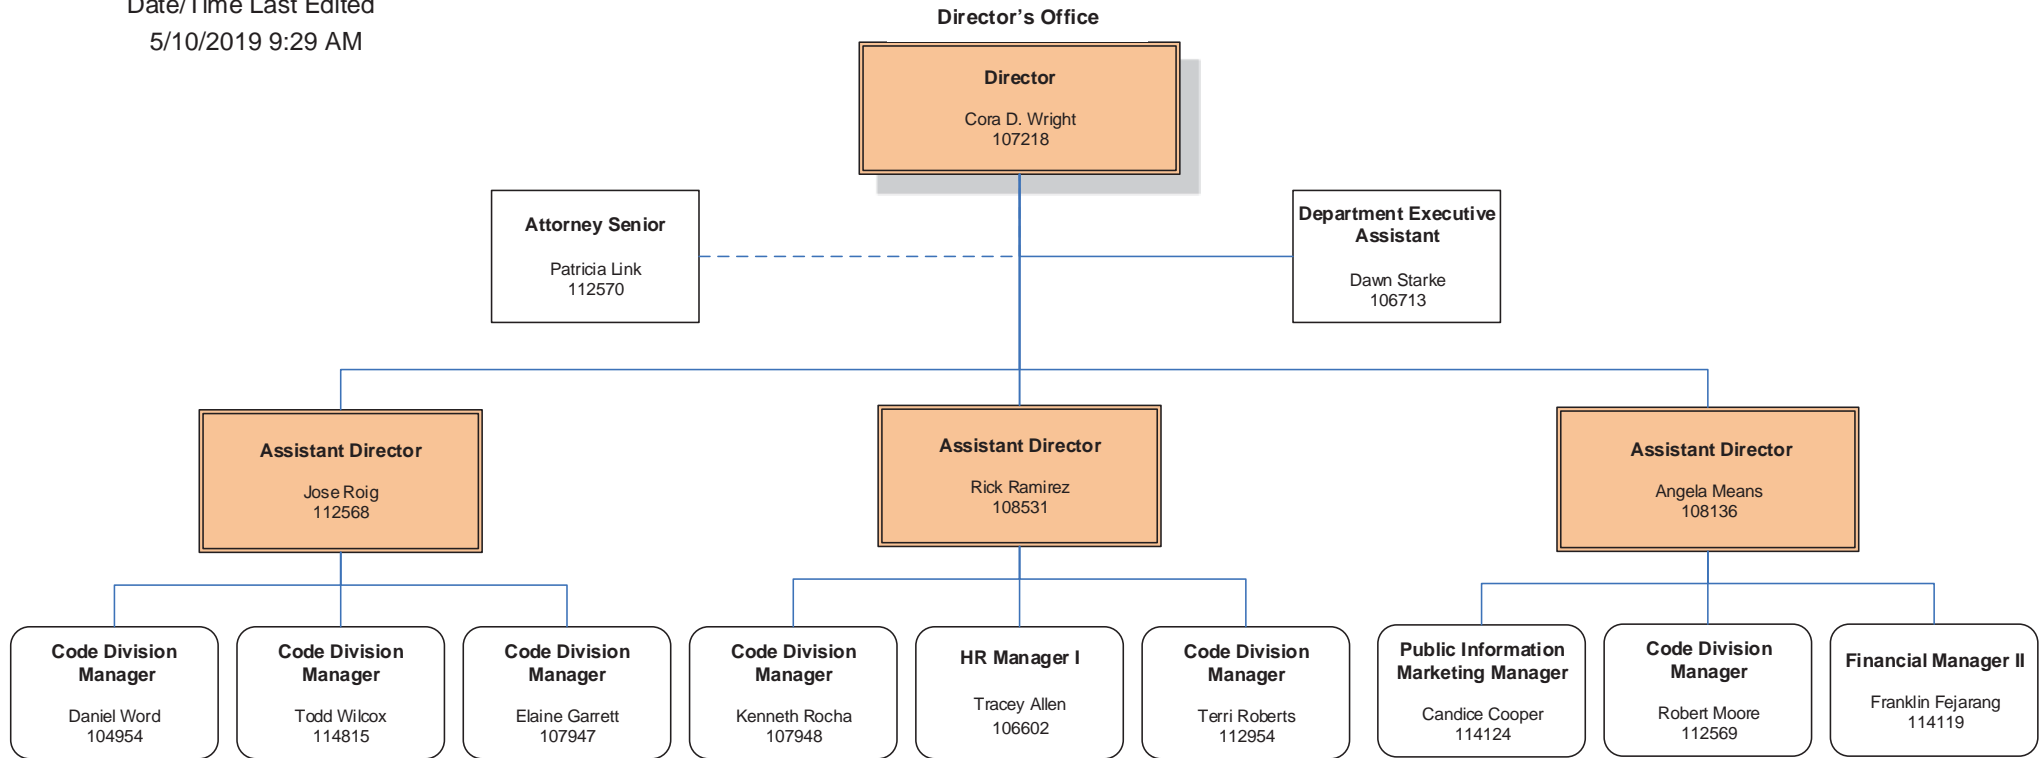 Date/Time Last Edited
5/10/2019 9:29 AM
Director's Office
Director
Cora D. Wright
107218
Attorney Senior
Patricia Link
112570
Department Executive
Assistant
Dawn Starke
106713
Assistant Director
Jose Roig
112568
Assistant Director
Rick Ramirez
108531
Assistant Director
Angela Means
108136
Code Division
Manager
Daniel Word
104954
Code Division
Manager
Todd Wilcox
114815
Code Division
Manager
Elaine Garrett
107947
Code Division
Manager
Kenneth Rocha
107948
HR Manager I
Tracey Allen
106602
Code Division
Manager
Terri Roberts
112954
Public Information
Marketing Manager
Candice Cooper
114124
Code Division
Manager
Robert Moore
112569
Financial Manager II
Franklin Fejarang
114119